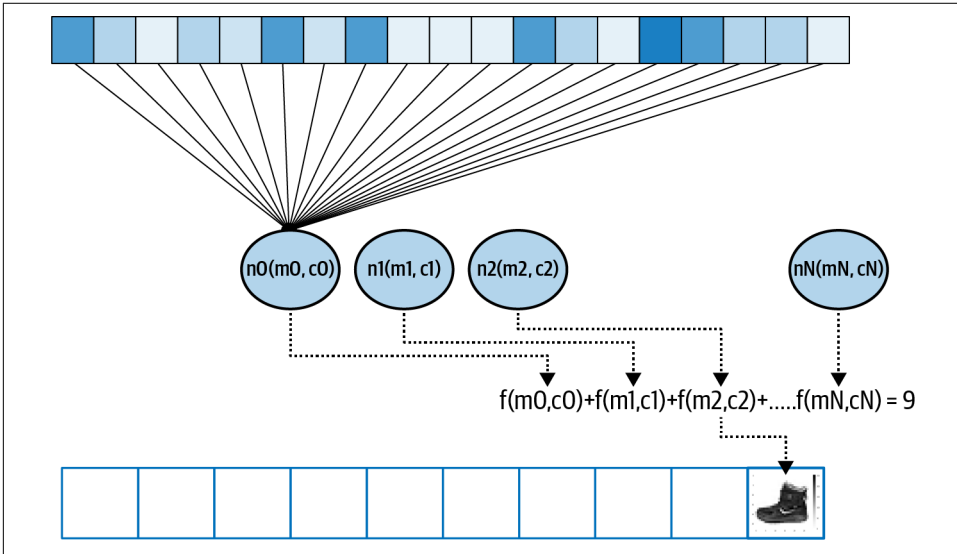 n0(m0, c0) n1(m1, c1) n2(m2, c2) nN(mN, cN)
f(m0,c0)+f(m1,c1)+f(m2,c2)+.....f(mN,cN) = 9